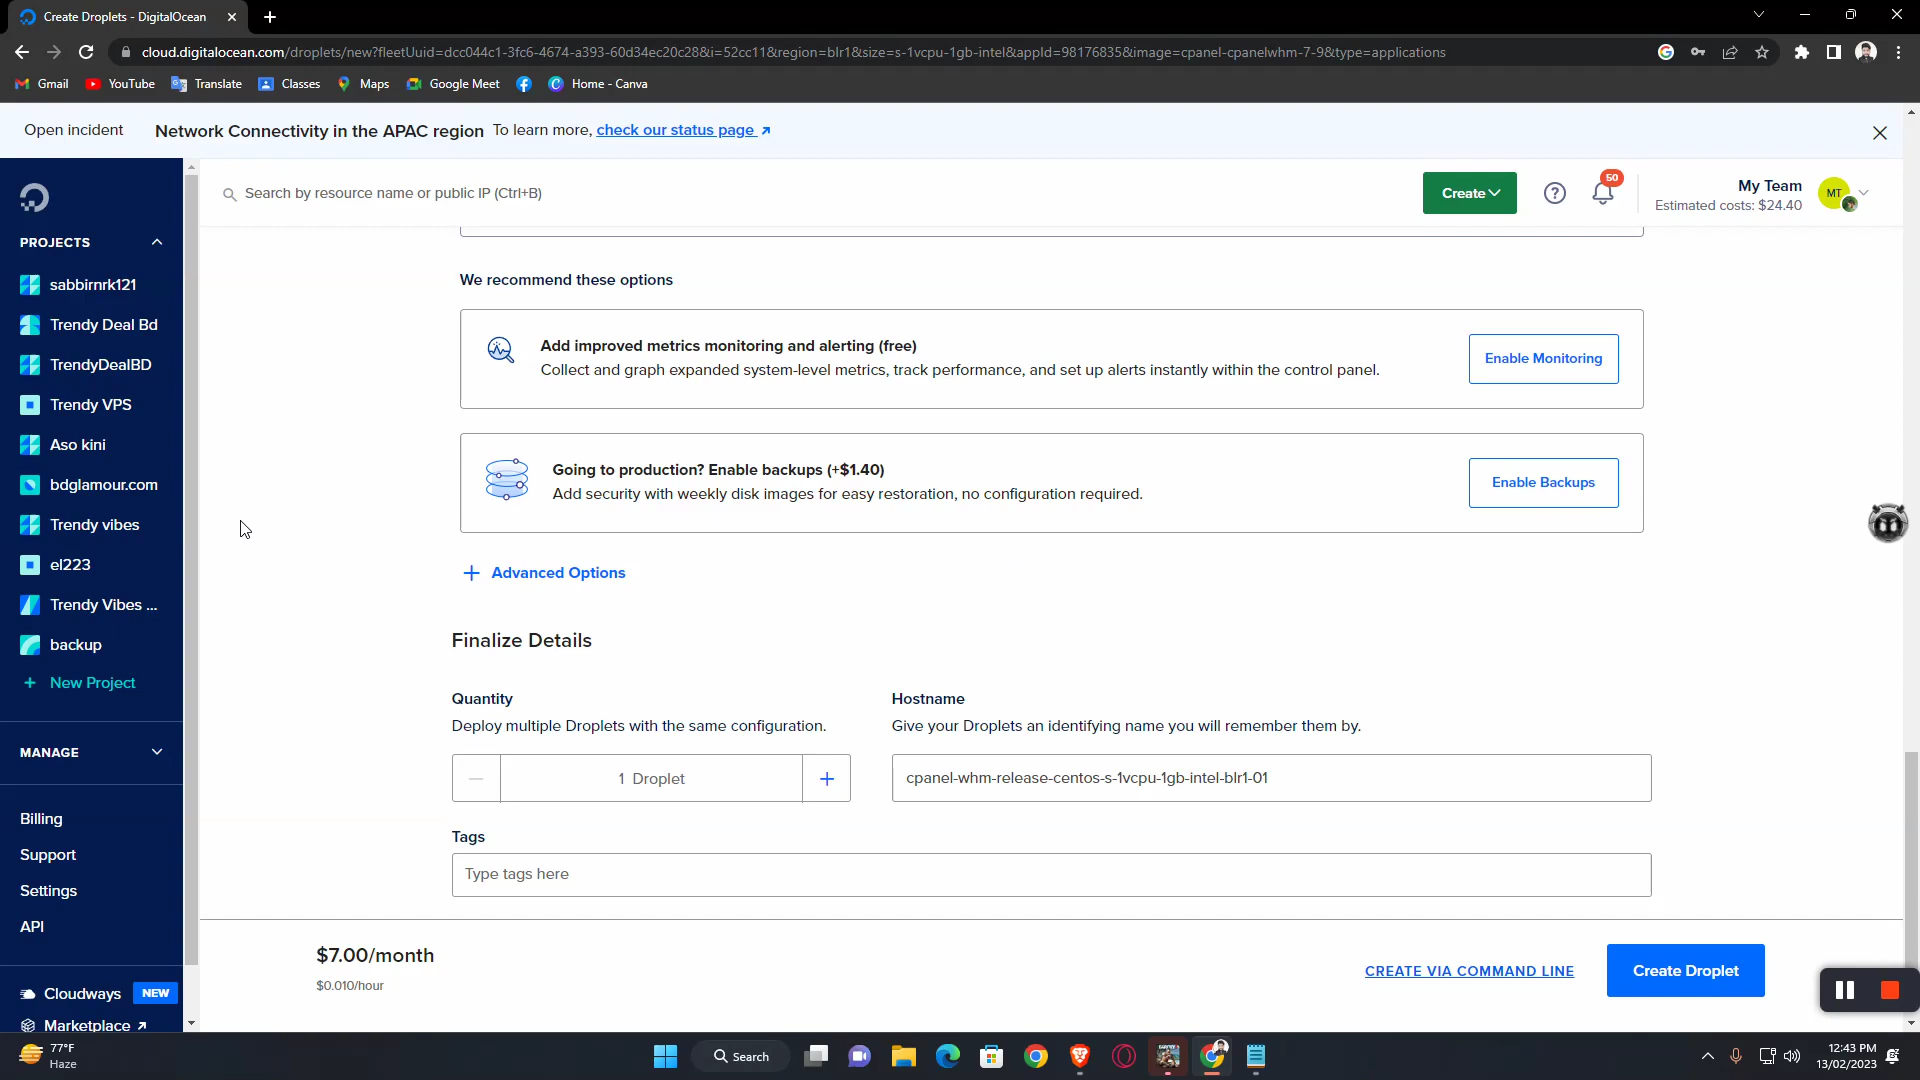 Create Droplets - DigitalOcean
cloud.digitalocean.com/droplets/new?fleetUuid=dcc044c1-3fc6-4674-a393-60d34ec20c28&i=52cc11&region=blr1&size=s-1vcpu-1gb-intel&appId=98176835&image=cpanel-cpanelwhm-7-9&type=applications
Gmail YouTube Translate Classes Maps Google Meet Home - Canva
Open incident Network Connectivity in the APAC region To learn more, check our status page ↗
Search by resource name or public IP (Ctrl+B)
Create
50
My Team
Estimated costs: $24.40
MT
PROJECTS
sabbirnrk121
Trendy Deal Bd
TrendyDealBD
Trendy VPS
Aso kini
bdglamour.com
Trendy vibes
el223
Trendy Vibes ...
backup
+ New Project
MANAGE
Billing
Support
Settings
API
Cloudways NEW
Marketplace ↗
We recommend these options
Add improved metrics monitoring and alerting (free)
Collect and graph expanded system-level metrics, track performance, and set up alerts instantly within the control panel.
Enable Monitoring
Going to production? Enable backups (+$1.40)
Add security with weekly disk images for easy restoration, no configuration required.
Enable Backups
+ Advanced Options
Finalize Details
Quantity
Deploy multiple Droplets with the same configuration.
1 Droplet
Hostname
Give your Droplets an identifying name you will remember them by.
cpanel-whm-release-centos-s-1vcpu-1gb-intel-blr1-01
Tags
Type tags here
$7.00/month
$0.010/hour
CREATE VIA COMMAND LINE
Create Droplet
77°F
Haze
Search
12:43 PM
13/02/2023